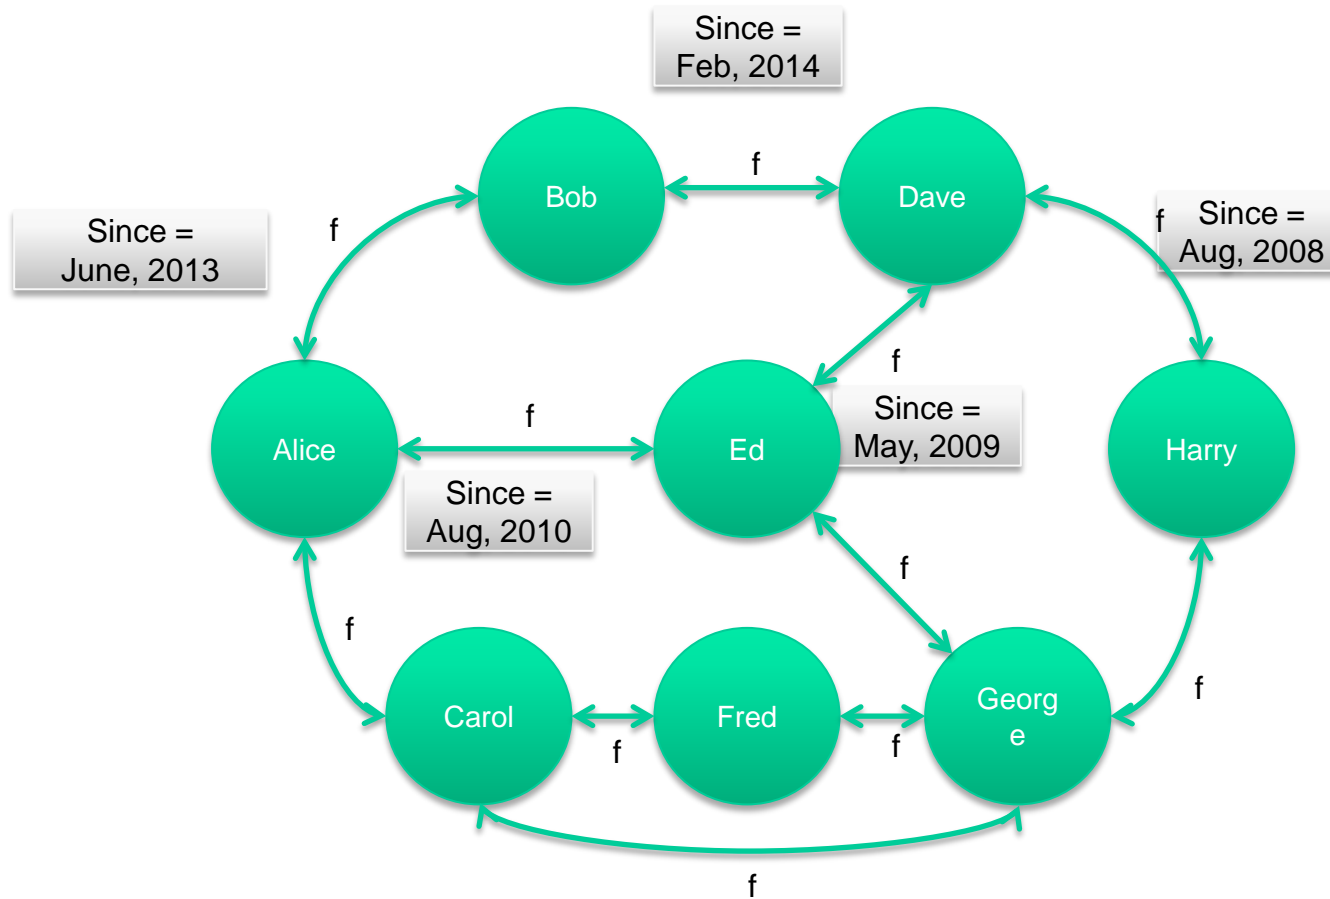 Since =
Feb, 2014
f
Bob
Dave
Since =
June, 2013
f
f
Since =
Aug, 2008
f
f
Since =
May, 2009
Alice
Ed
Harry
Since =
Aug, 2010
f
f
f
Carol
Fred
Georg
e
f
f
f